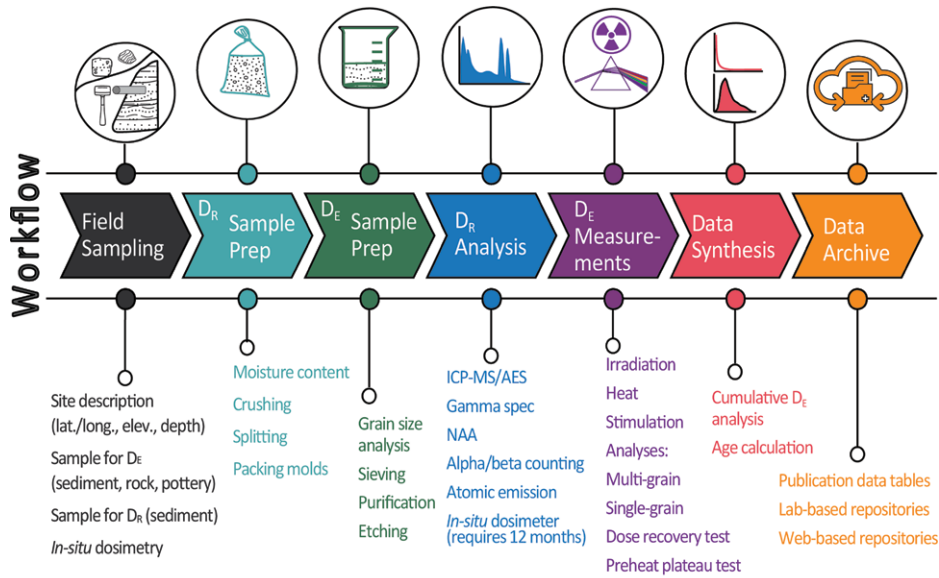 Workflow
Field
Sampling
DR Sample
Prep
DE Sample
Prep
DR
Analysis
DE
Measure-
ments
Data
Synthesis
Data
Archive
Site description
(lat./long., elev., depth)
Sample for DE
(sediment, rock, pottery)
Sample for DR (sediment)
In-situ dosimetry
Moisture content
Crushing
Splitting
Packing molds
Grain size
analysis
Sieving
Purification
Etching
ICP-MS/AES
Gamma spec
NAA
Alpha/beta counting
Atomic emission
In-situ dosimeter
(requires 12 months)
Irradiation
Heat
Stimulation
Analyses:
Multi-grain
Single-grain
Dose recovery test
Preheat plateau test
Cumulative DE
analysis
Age calculation
Publication data tables
Lab-based repositories
Web-based repositories